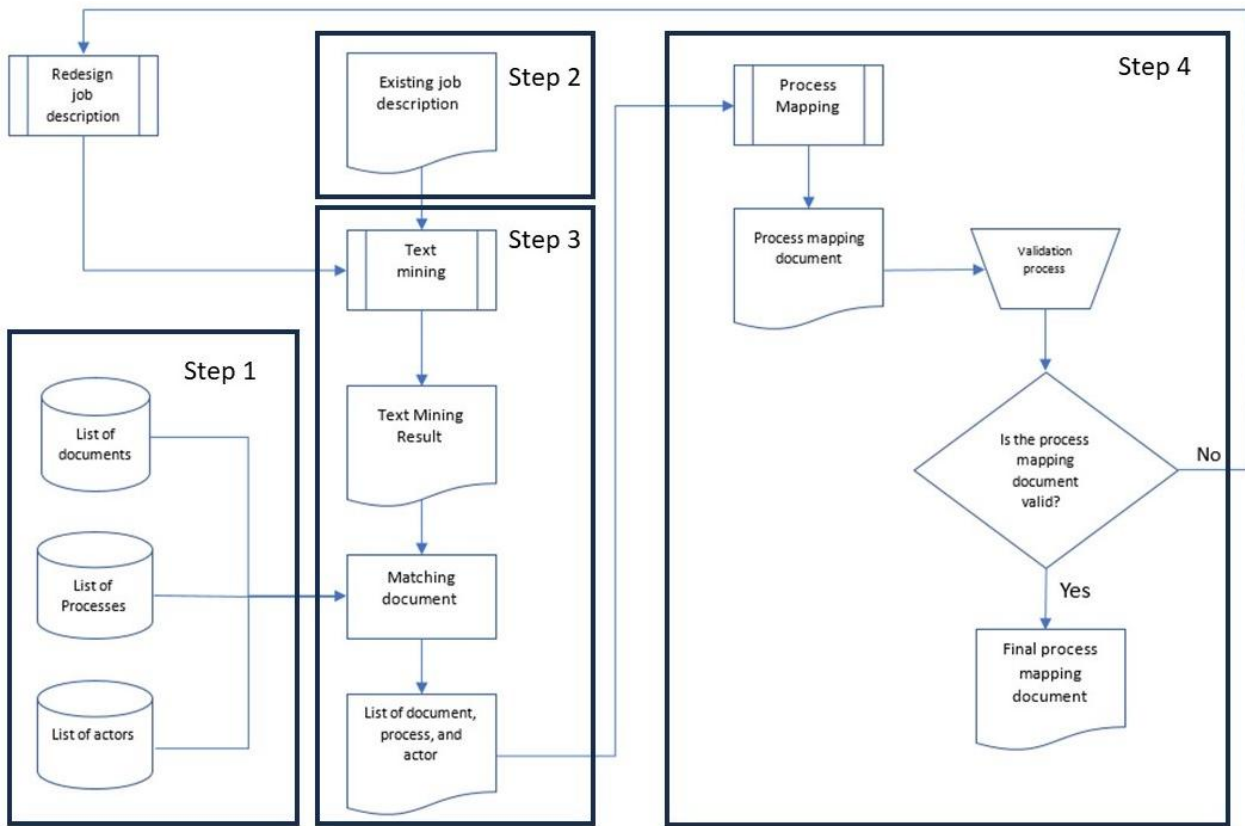 Redesign
job
description
Existing job
description
Step 2
Text
mining
Step 3
Text Mining
Result
Matching
document
List of document,
process, and
actor
Step 1
List of
documents
List of
Processes
List of actors
Step 4
Process
Mapping
Process mapping
document
Validation
process
Is the process
mapping
document
valid?
No
Yes
Final process
mapping
document